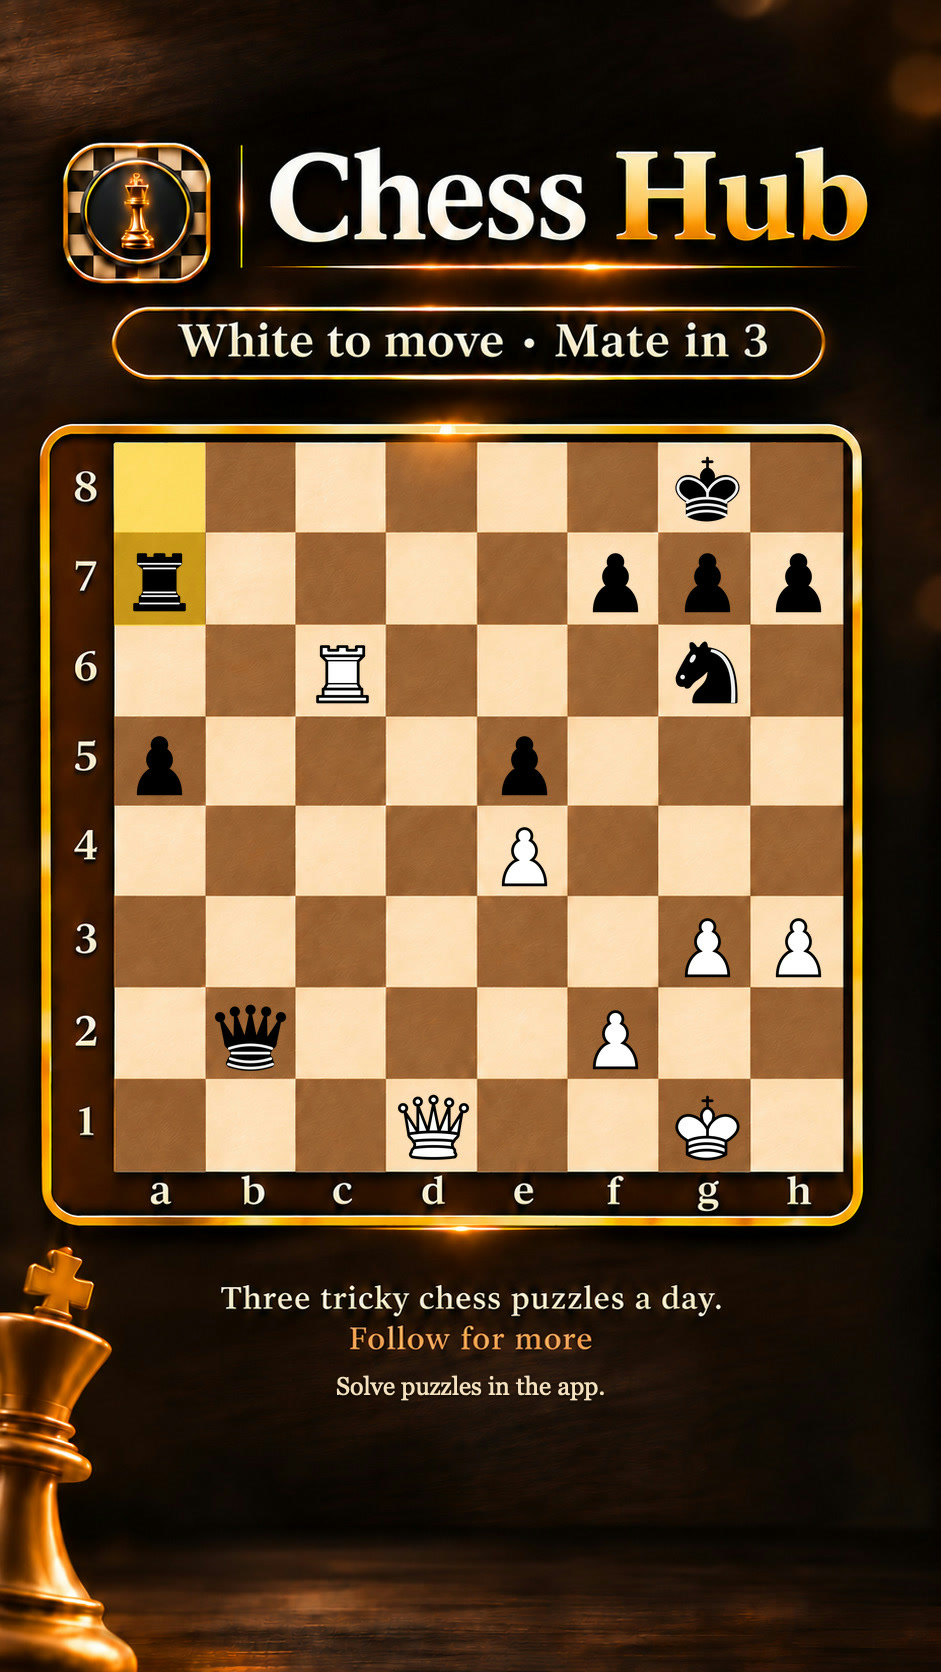 Chess Hub
White to move • Mate in 3
8
7
6
5
4
3
2
1
a b c d e f g h
Three tricky chess puzzles a day.
Follow for more
Solve puzzles in the app.